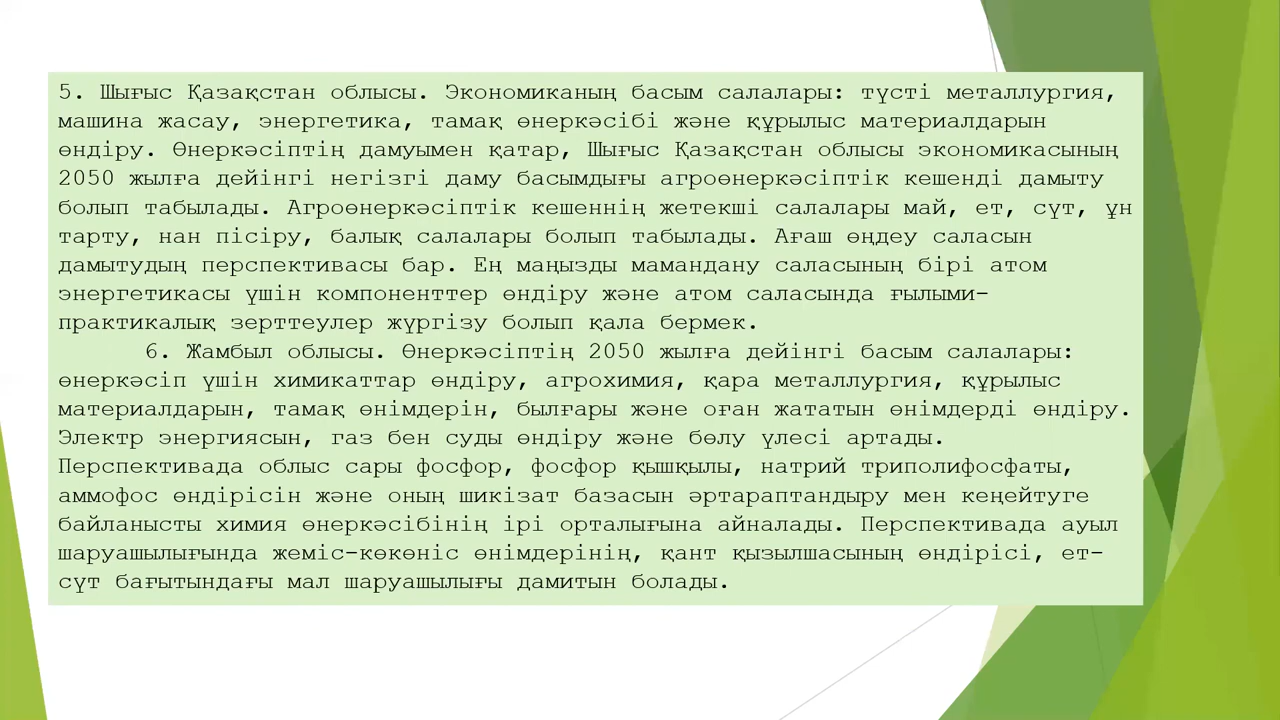 5. Шығыс Қазақстан облысы. Экономиканың басым салалары: түсті металлургия,
машина жасау, энергетика, тамақ өнеркәсібі және құрылыс материалдарын
өндіру. Өнеркәсіптің дамуымен қатар, Шығыс Қазақстан облысы экономикасының
2050 жылға дейінгі негізгі даму басымдығы агроөнеркәсіптік кешенді дамыту
болып табылады. Агроөнеркәсіптік кешеннің жетекші салалары май, ет, сүт, ұн
тарту, нан пісіру, балық салалары болып табылады. Ағаш өңдеу саласын
дамытудың перспективасы бар. Ең маңызды мамандану саласының бірі атом
энергетикасы үшін компоненттер өндіру және атом саласында ғылыми-
практикалық зерттеулер жүргізу болып қала бермек.
6. Жамбыл облысы. Өнеркәсіптің 2050 жылға дейінгі басым салалары:
өнеркәсіп үшін химикаттар өндіру, агрохимия, қара металлургия, құрылыс
материалдарын, тамақ өнімдерін, былғары және оған жататын өнімдерді өндіру.
Электр энергиясын, газ бен суды өндіру және бөлу үлесі артады.
Перспективада облыс сары фосфор, фосфор қышқылы, натрий триполифосфаты,
аммофос өндірісін және оның шикізат базасын әртараптандыру мен кеңейтуге
байланысты химия өнеркәсібінің ірі орталығына айналады. Перспективада ауыл
шаруашылығында жеміс-көкөніс өнімдерінің, қант қызылшасының өндірісі, ет-
сүт бағытындағы мал шаруашылығы дамитын болады.